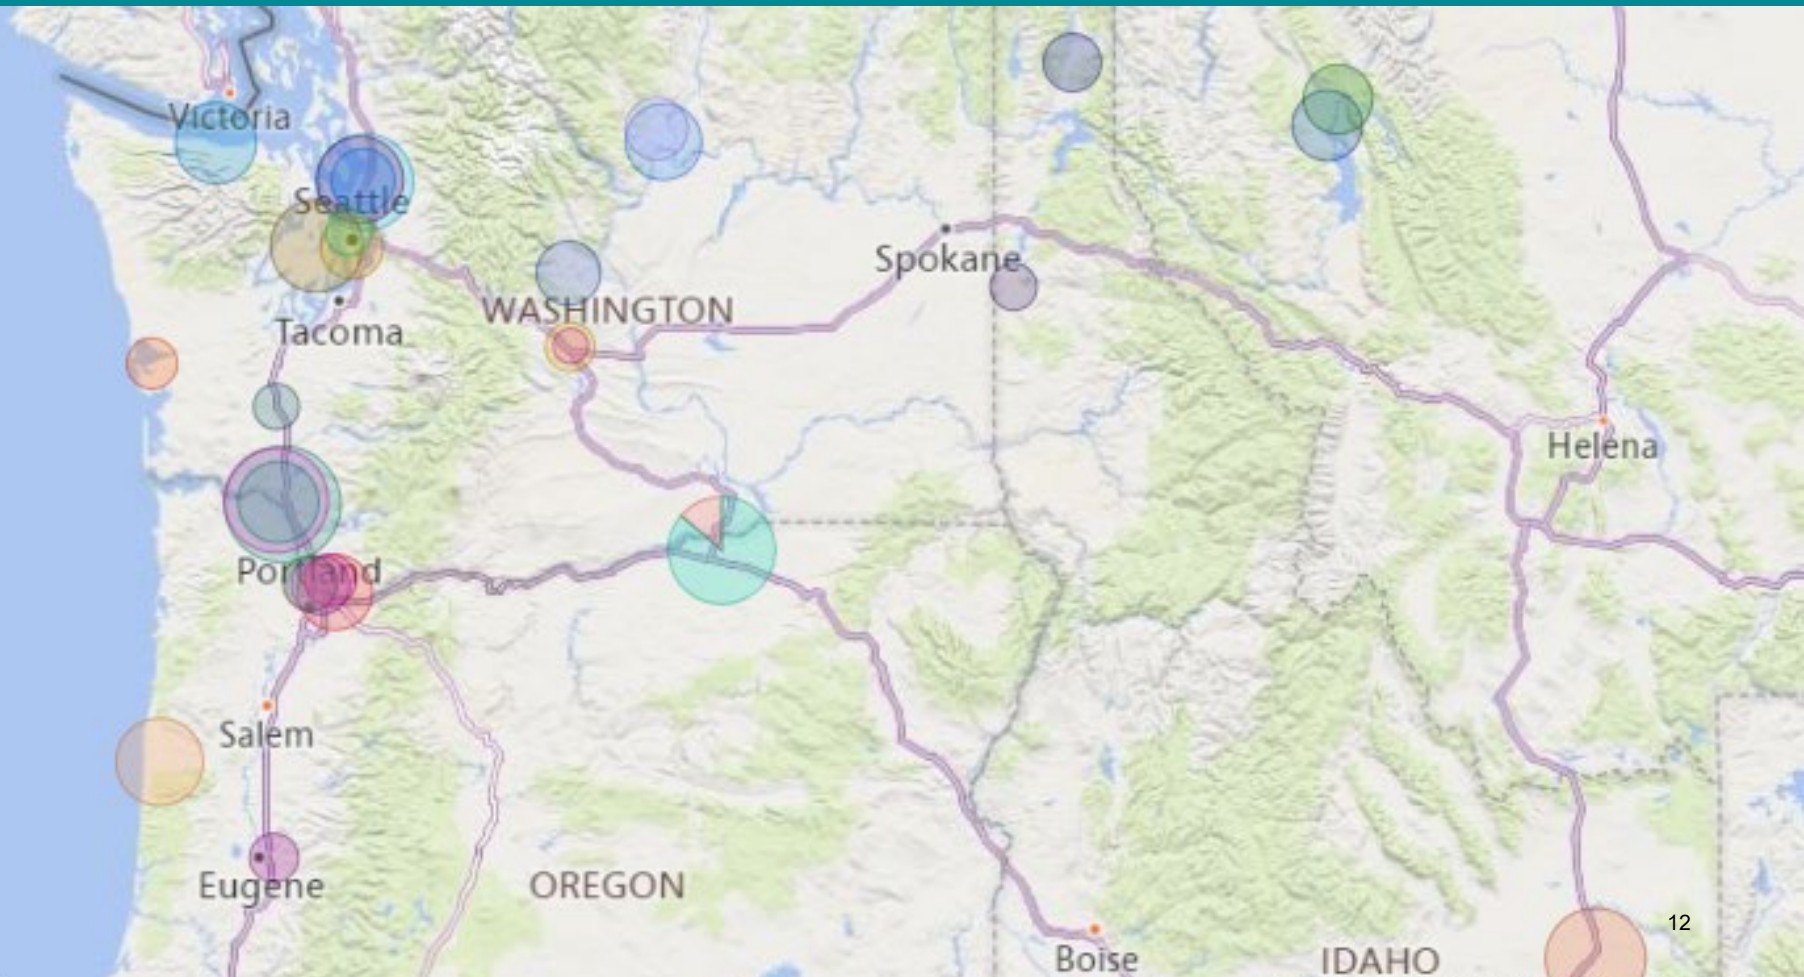 Victoria
Seattle
Spokane
WASHINGTON
Tacoma
Helena
Portland
Salem
Eugene
OREGON
12
Boise
IDAHO